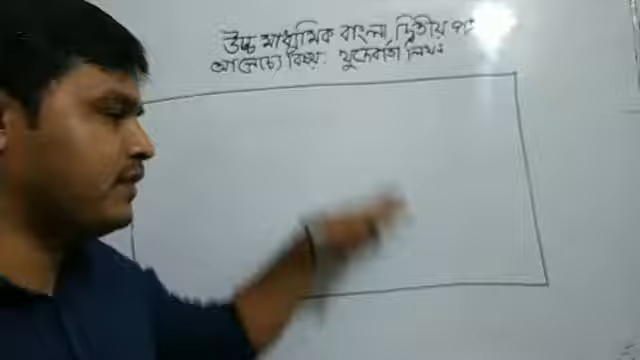 উচ্চ মাধ্যমিক বাংলা দ্বিতীয় প
আলোচ্য বিষয়: খুদেবার্তা লিখন